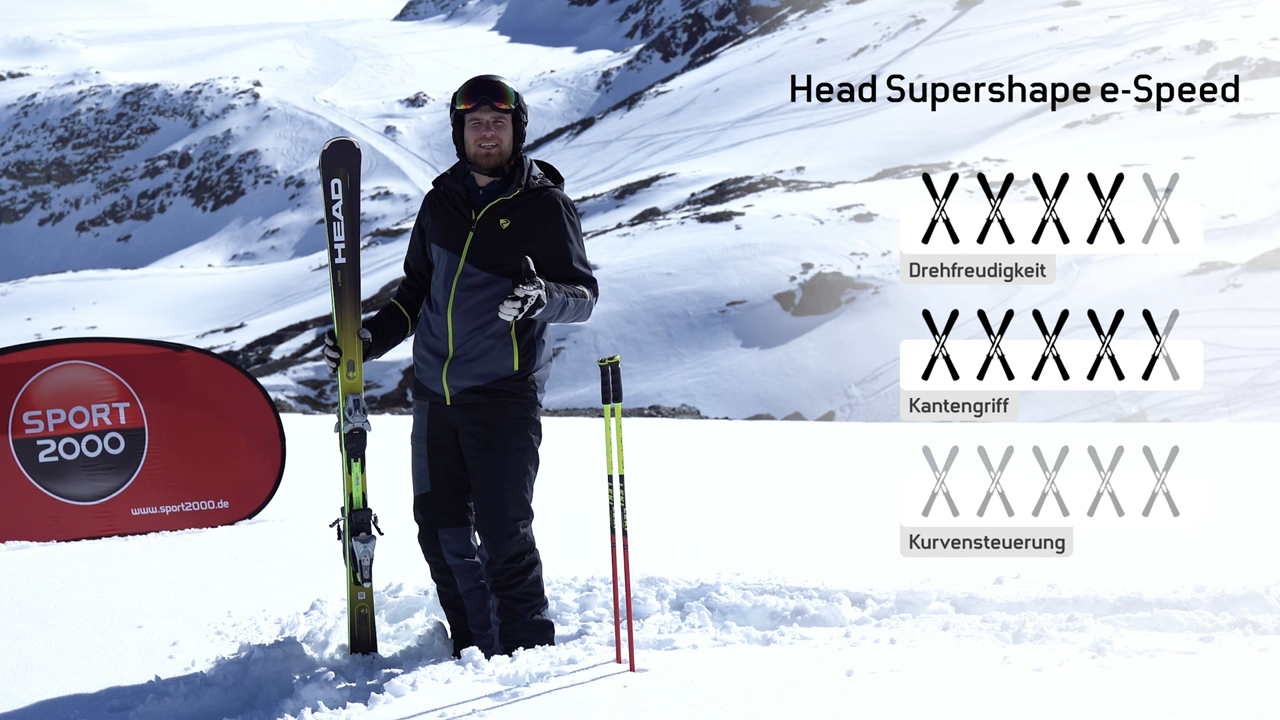 Head Supershape e-Speed
HEAD
Drehfreudigkeit
Kantengriff
SPORT
2000
www.sport2000.de
Kurvensteuerung